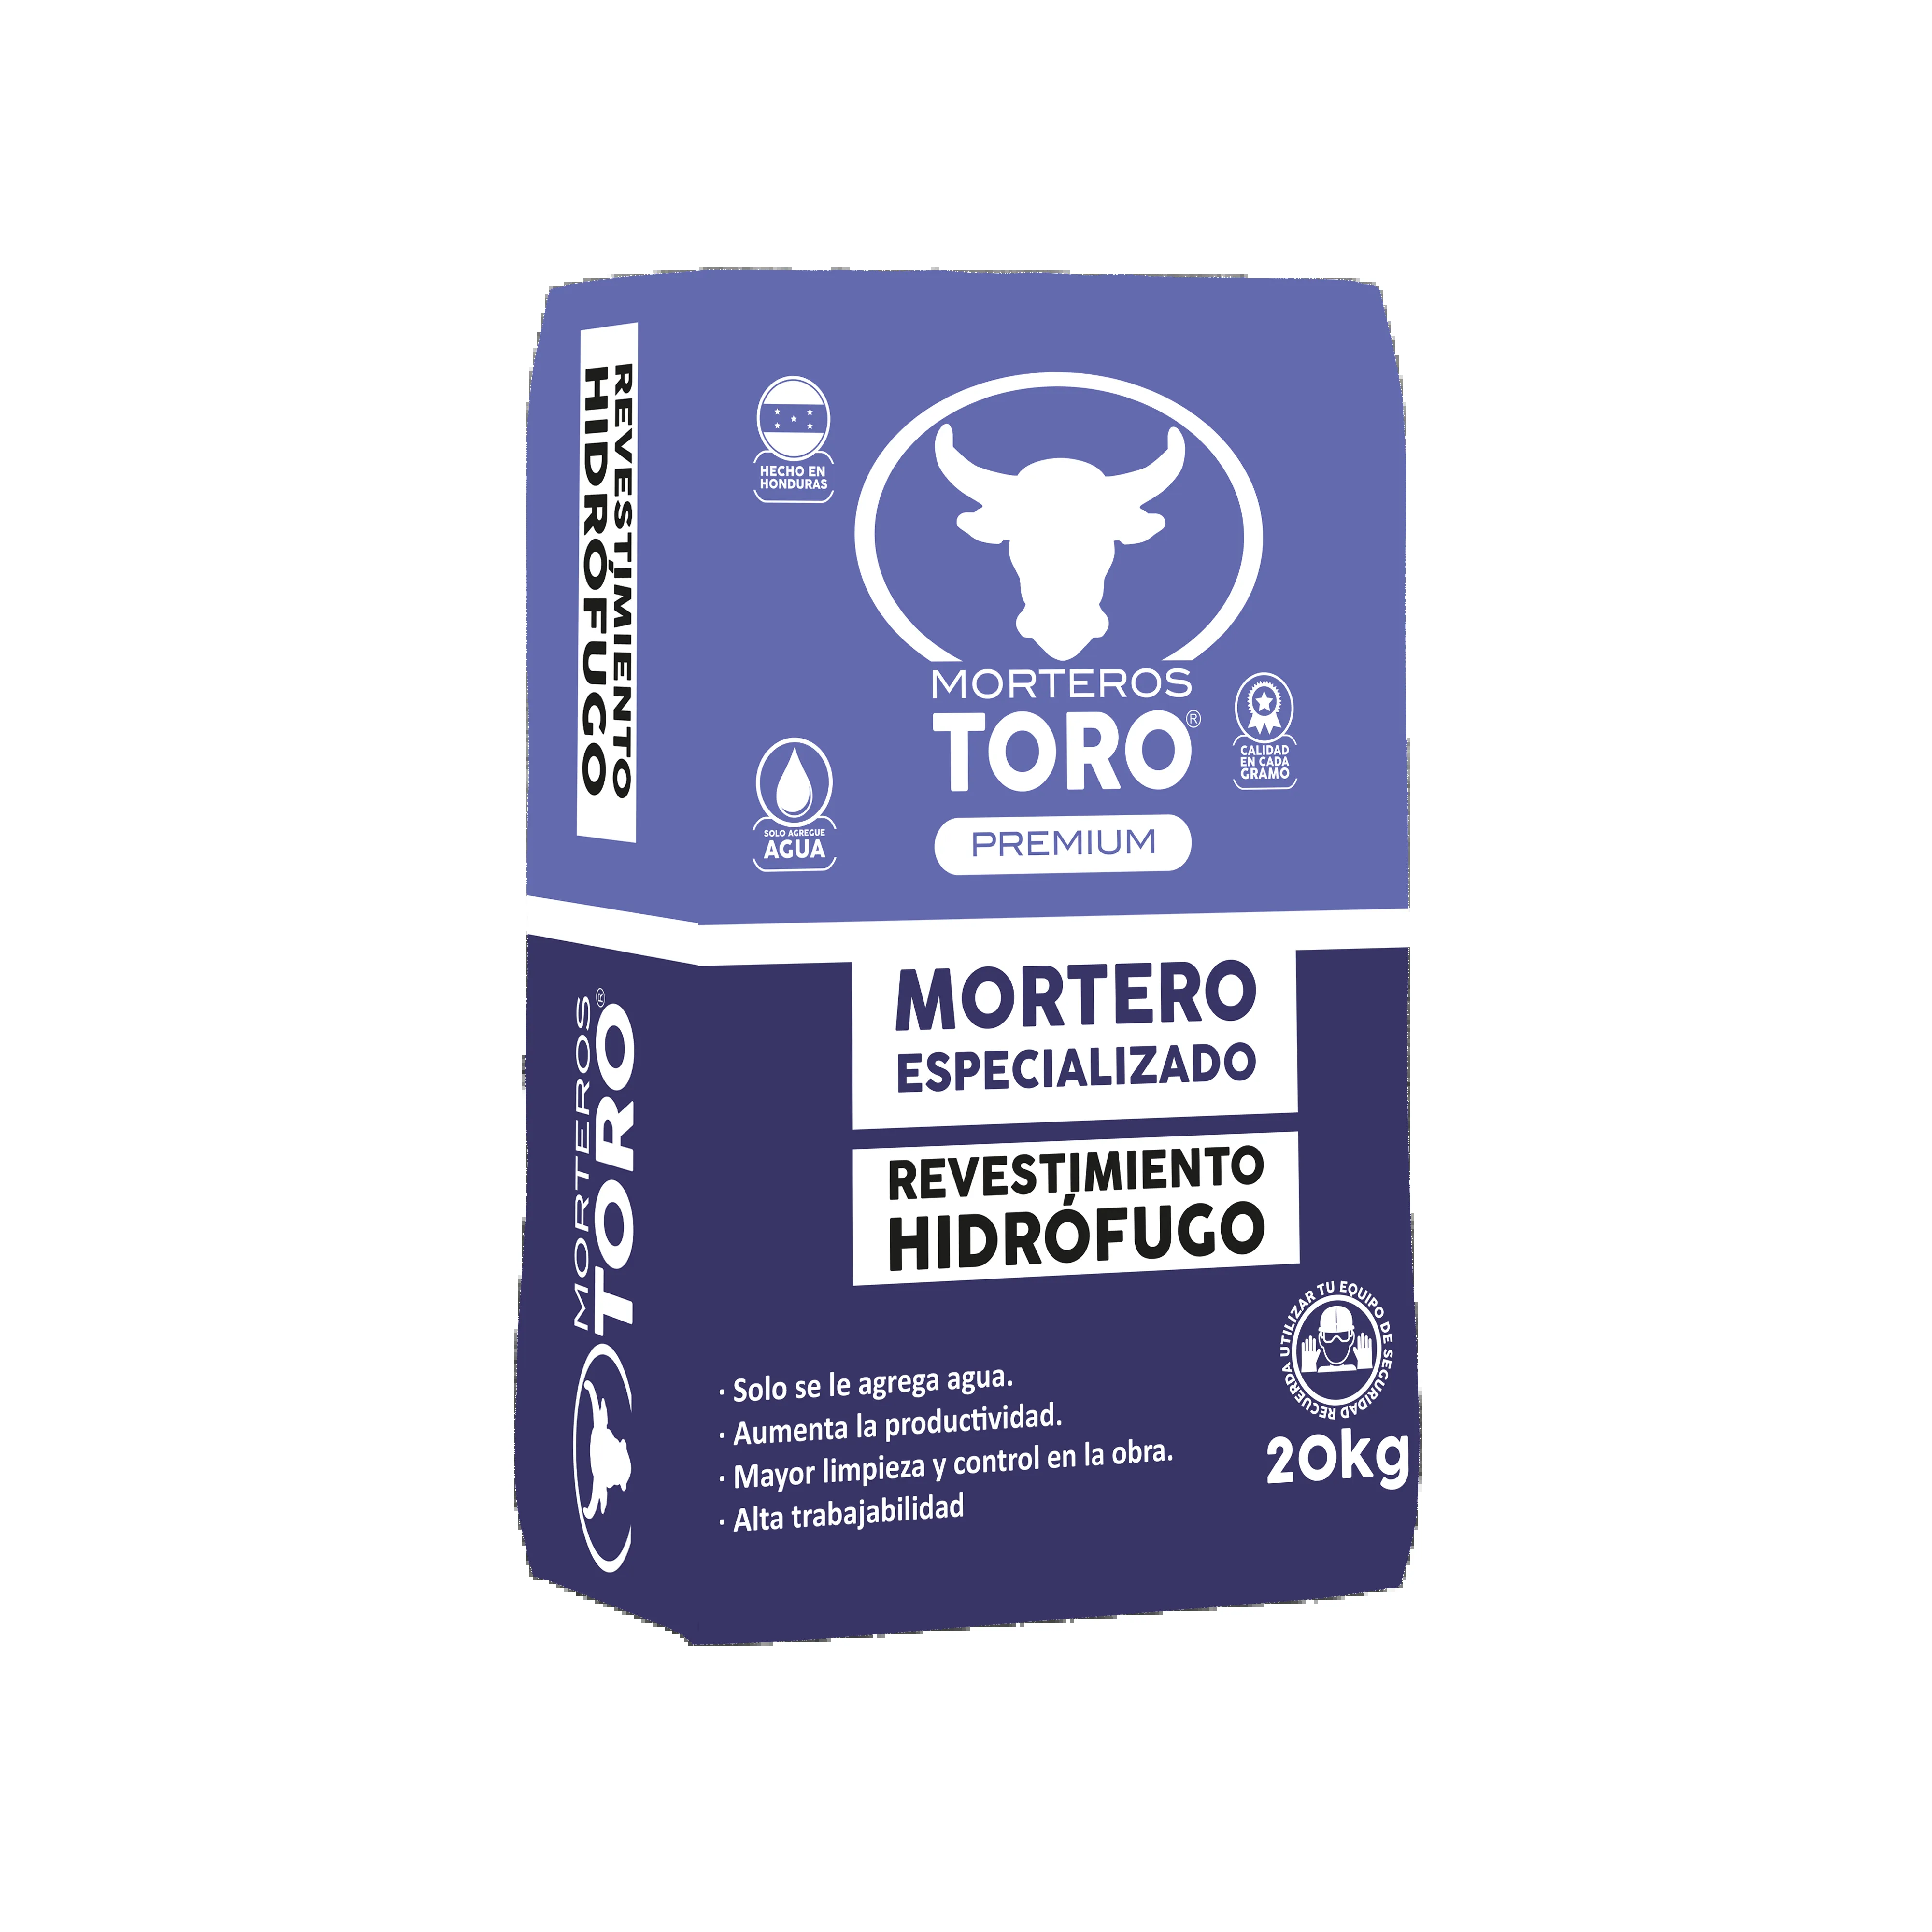 REVESTIMIENTO
HIDRÓFUGO
HECHO EN
HONDURAS
MORTEROS
TORO®
PREMIUM
SOLO AGREGUE
AGUA
CALIDAD
EN CADA
GRAMO
MORTEROS
TORO®
MORTERO
ESPECIALIZADO
REVESTIMIENTO
HIDRÓFUGO
· Solo se le agrega agua.
· Aumenta la productividad.
· Mayor limpieza y control en la obra.
· Alta trabajabilidad
RECUERDA UTILIZAR TU EQUIPO DE SEGURIDAD
20kg